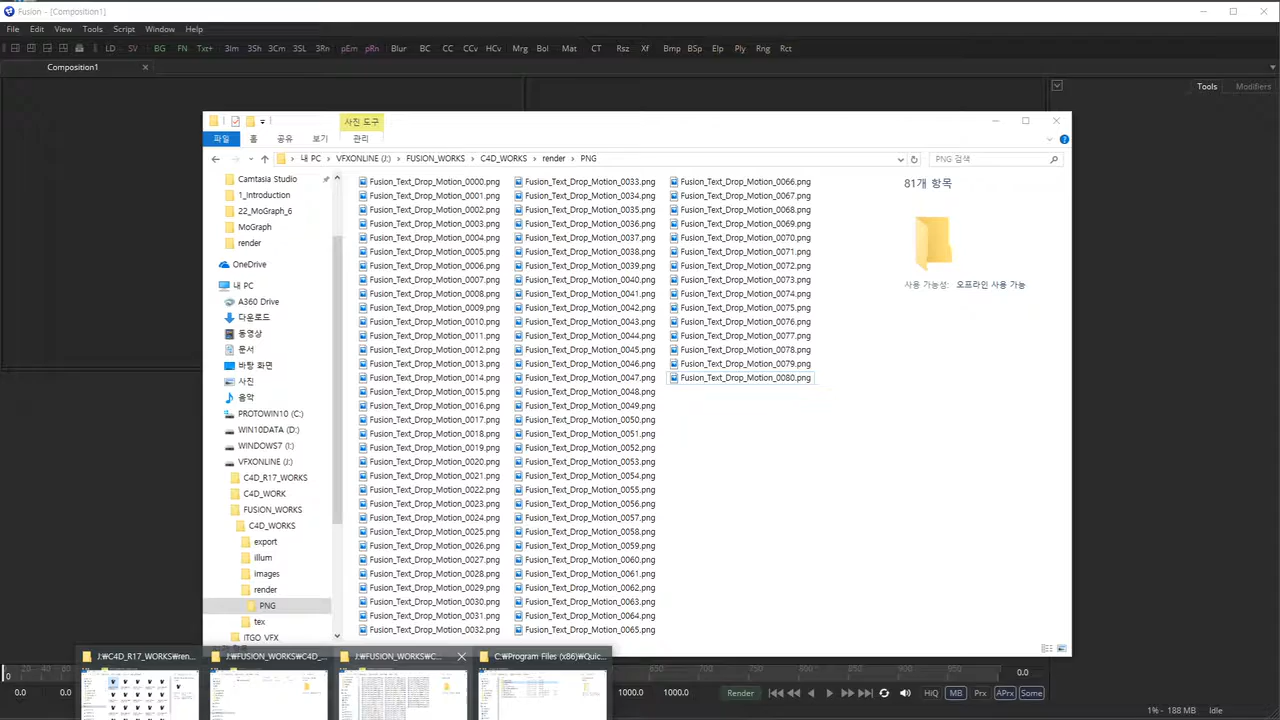 Fusion - [Composition1]
File Edit View Tools Script Window Help
LD SV BG FN Txt+ 3Im 3Sh 3Cm 3SL 3Rn pEm pRn Blur BC CC CCv HCv Mrg Bol Mat CT Rsz Xf Bmp BSp Elp Ply Rng Rct
Composition1
Tools Modifiers
사진 도구
파일 홈 공유 보기 관리
내 PC > VFXONLINE (J:) > FUSION_WORKS > C4D_WORKS > render > PNG
PNG 검색
Camtasia Studio
1_Introduction
22_MoGraph_6
MoGraph
render
OneDrive
내 PC
A360 Drive
다운로드
동영상
문서
바탕 화면
사진
음악
PROTOWIN10 (C:)
WIN10DATA (D:)
WINDOWS7 (I:)
VFXONLINE (J:)
C4D_R17_WORKS
C4D_WORK
FUSION_WORKS
C4D_WORKS
export
illum
images
render
PNG
tex
ITGO VFX
Fusion_Text_Drop_Motion_0000.png
Fusion_Text_Drop_Motion_0001.png
Fusion_Text_Drop_Motion_0002.png
Fusion_Text_Drop_Motion_0003.png
Fusion_Text_Drop_Motion_0004.png
Fusion_Text_Drop_Motion_0005.png
Fusion_Text_Drop_Motion_0006.png
Fusion_Text_Drop_Motion_0007.png
Fusion_Text_Drop_Motion_0008.png
Fusion_Text_Drop_Motion_0009.png
Fusion_Text_Drop_Motion_0010.png
Fusion_Text_Drop_Motion_0011.png
Fusion_Text_Drop_Motion_0012.png
Fusion_Text_Drop_Motion_0013.png
Fusion_Text_Drop_Motion_0014.png
Fusion_Text_Drop_Motion_0015.png
Fusion_Text_Drop_Motion_0016.png
Fusion_Text_Drop_Motion_0017.png
Fusion_Text_Drop_Motion_0018.png
Fusion_Text_Drop_Motion_0019.png
Fusion_Text_Drop_Motion_0020.png
Fusion_Text_Drop_Motion_0021.png
Fusion_Text_Drop_Motion_0022.png
Fusion_Text_Drop_Motion_0023.png
Fusion_Text_Drop_Motion_0024.png
Fusion_Text_Drop_Motion_0025.png
Fusion_Text_Drop_Motion_0026.png
Fusion_Text_Drop_Motion_0027.png
Fusion_Text_Drop_Motion_0028.png
Fusion_Text_Drop_Motion_0029.png
Fusion_Text_Drop_Motion_0030.png
Fusion_Text_Drop_Motion_0031.png
Fusion_Text_Drop_Motion_0032.png
Fusion_Text_Drop_Motion_0033.png
Fusion_Text_Drop_Motion_0034.png
Fusion_Text_Drop_Motion_0035.png
Fusion_Text_Drop_Motion_0036.png
Fusion_Text_Drop_Motion_0037.png
Fusion_Text_Drop_Motion_0038.png
Fusion_Text_Drop_Motion_0039.png
Fusion_Text_Drop_Motion_0040.png
Fusion_Text_Drop_Motion_0041.png
Fusion_Text_Drop_Motion_0042.png
Fusion_Text_Drop_Motion_0043.png
Fusion_Text_Drop_Motion_0044.png
Fusion_Text_Drop_Motion_0045.png
Fusion_Text_Drop_Motion_0046.png
Fusion_Text_Drop_Motion_0047.png
Fusion_Text_Drop_Motion_0048.png
Fusion_Text_Drop_Motion_0049.png
Fusion_Text_Drop_Motion_0050.png
Fusion_Text_Drop_Motion_0051.png
Fusion_Text_Drop_Motion_0052.png
Fusion_Text_Drop_Motion_0053.png
Fusion_Text_Drop_Motion_0054.png
Fusion_Text_Drop_Motion_0055.png
Fusion_Text_Drop_Motion_0056.png
Fusion_Text_Drop_Motion_0057.png
Fusion_Text_Drop_Motion_0058.png
Fusion_Text_Drop_Motion_0059.png
Fusion_Text_Drop_Motion_0060.png
Fusion_Text_Drop_Motion_0061.png
Fusion_Text_Drop_Motion_0062.png
Fusion_Text_Drop_Motion_0063.png
Fusion_Text_Drop_Motion_0064.png
Fusion_Text_Drop_Motion_0065.png
Fusion_Text_Drop_Motion_0066.png
Fusion_Text_Drop_Motion_0067.png
Fusion_Text_Drop_Motion_0068.png
Fusion_Text_Drop_Motion_0069.png
Fusion_Text_Drop_Motion_0070.png
Fusion_Text_Drop_Motion_0071.png
Fusion_Text_Drop_Motion_0072.png
Fusion_Text_Drop_Motion_0073.png
Fusion_Text_Drop_Motion_0074.png
Fusion_Text_Drop_Motion_0075.png
Fusion_Text_Drop_Motion_0076.png
Fusion_Text_Drop_Motion_0077.png
Fusion_Text_Drop_Motion_0078.png
Fusion_Text_Drop_Motion_0079.png
Fusion_Text_Drop_Motion_0080.png
81개 항목
사용 가능성: 오프라인 사용 가능
J:₩C4D_R17_WORKS₩ren... J:₩FUSION_WORKS₩C4D_... J:₩FUSION_WORKS₩C... C:₩Program Files (x86)₩Quic...
0 0.0
0.0 0.0 1000.0 1000.0 Render HiQ MB Prx APrx Some
1% - 188 MB Idle